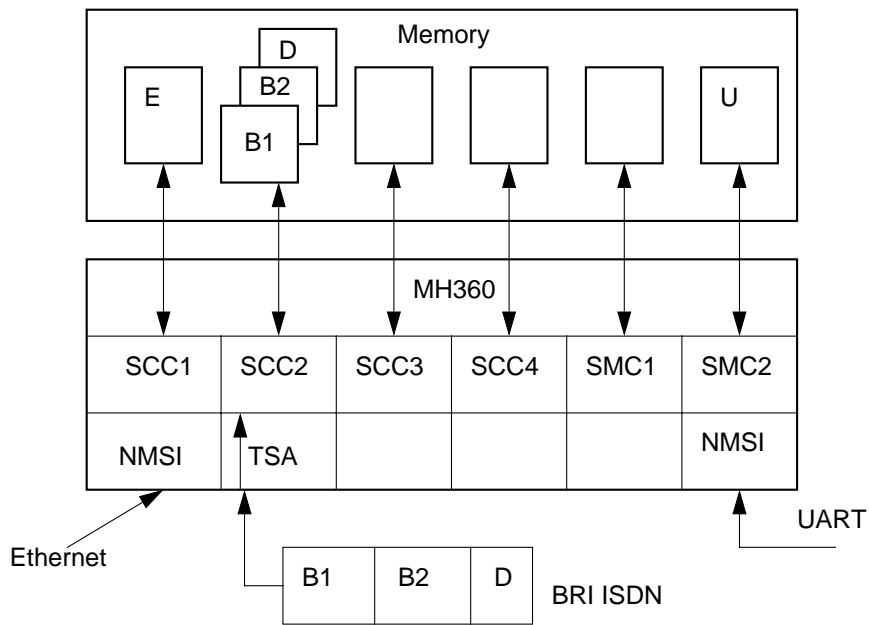 Memory
D
E
B2
U
B1
MH360
SCC1 SCC2 SCC3 SCC4 SMC1 SMC2
NMSI TSA NMSI
UART
Ethernet
B1 B2 D
BRI ISDN